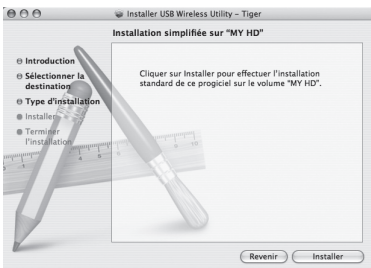 Installer USB Wireless Utility – Tiger
Installation simplifiée sur “MY HD”
Introduction
Sélectionner la
destination
Type d'installation
Installer
Terminer
l'installation
Cliquer sur Installer pour effectuer l'installation
standard de ce progiciel sur le volume “MY HD”.
Revenir
Installer